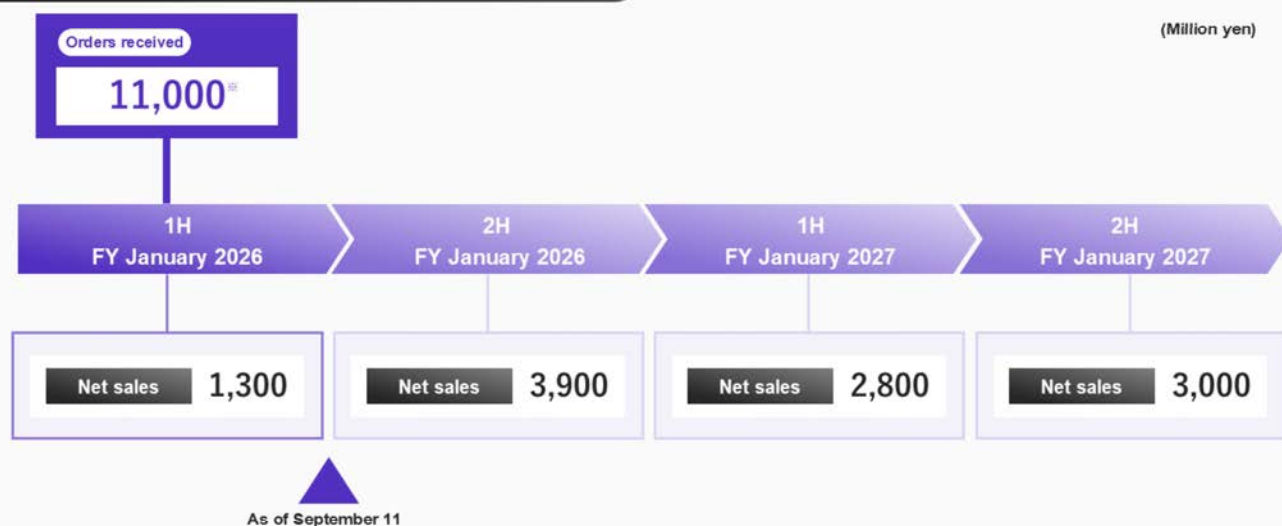 (Million yen)
Orders received
11,000※
1H
FY January 2026
2H
FY January 2026
1H
FY January 2027
2H
FY January 2027
Net sales 1,300
Net sales 3,900
Net sales 2,800
Net sales 3,000
As of September 11